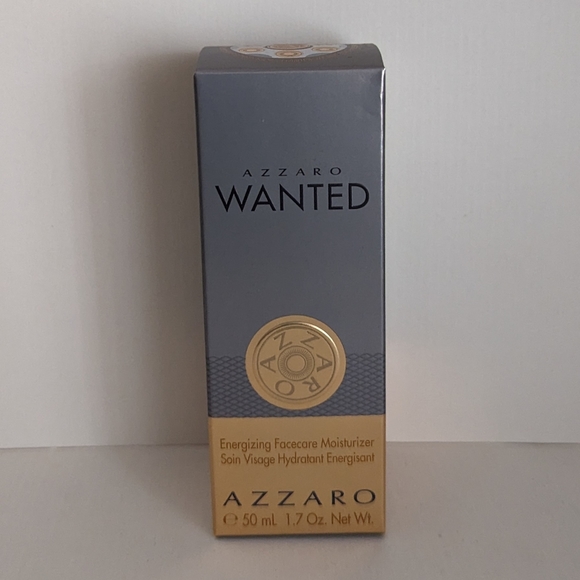 AZZARO
WANTED
AZZARO
Energizing Facecare Moisturizer
Soin Visage Hydratant Energisant
AZZARO
℮ 50 mL 1.7 Oz. Net Wt.